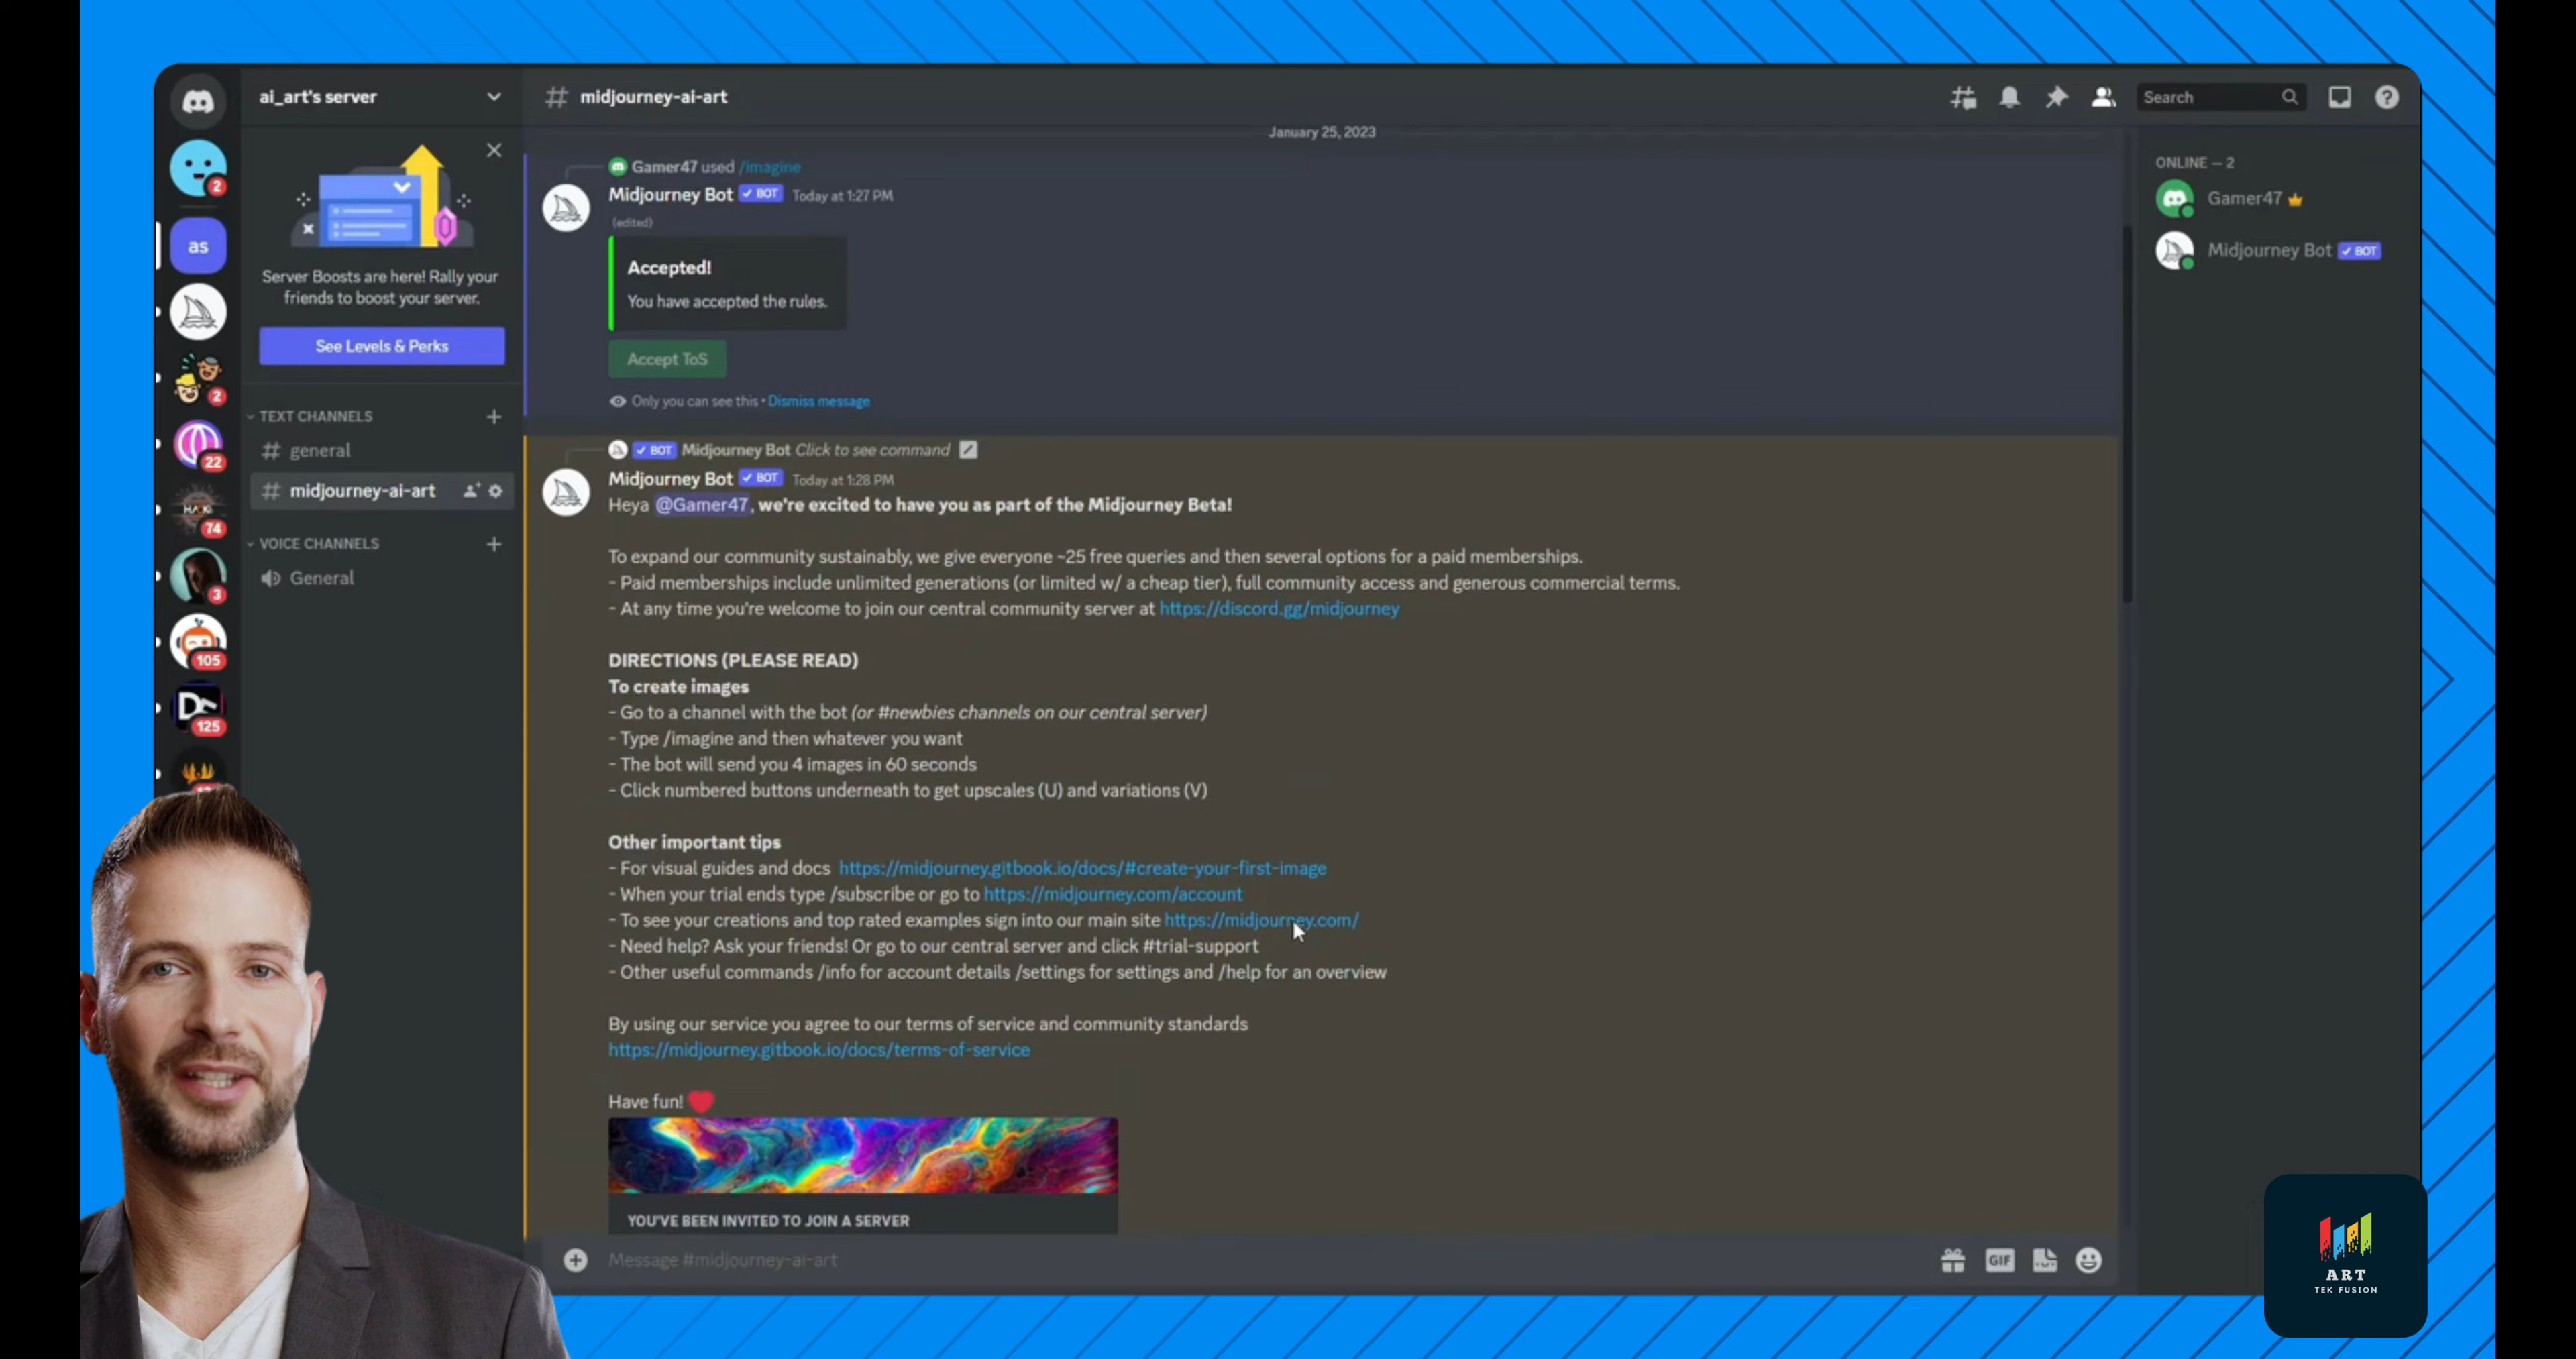 ai_art's server
midjourney-ai-art
Search
January 25, 2023
2
as
Server Boosts are here! Rally your
friends to boost your server.
See Levels & Perks
2
22
74
3
105
125
TEXT CHANNELS
general
midjourney-ai-art
VOICE CHANNELS
General
Gamer47 used /imagine
Midjourney Bot BOT Today at 1:27 PM
(edited)
Accepted!
You have accepted the rules.
Accept ToS
Only you can see this • Dismiss message
BOT Midjourney Bot Click to see command
Midjourney Bot BOT Today at 1:28 PM
Heya @Gamer47, we're excited to have you as part of the Midjourney Beta!
To expand our community sustainably, we give everyone ~25 free queries and then several options for a paid memberships.
- Paid memberships include unlimited generations (or limited w/ a cheap tier), full community access and generous commercial terms.
- At any time you're welcome to join our central community server at https://discord.gg/midjourney
DIRECTIONS (PLEASE READ)
To create images
- Go to a channel with the bot (or #newbies channels on our central server)
- Type /imagine and then whatever you want
- The bot will send you 4 images in 60 seconds
- Click numbered buttons underneath to get upscales (U) and variations (V)
Other important tips
- For visual guides and docs https://midjourney.gitbook.io/docs/#create-your-first-image
- When your trial ends type /subscribe or go to https://midjourney.com/account
- To see your creations and top rated examples sign into our main site https://midjourney.com/
- Need help? Ask your friends! Or go to our central server and click #trial-support
- Other useful commands /info for account details /settings for settings and /help for an overview
By using our service you agree to our terms of service and community standards
https://midjourney.gitbook.io/docs/terms-of-service
Have fun!
YOU'VE BEEN INVITED TO JOIN A SERVER
Message #midjourney-ai-art
GIF
ONLINE — 2
Gamer47
Midjourney Bot BOT
ART
TEK FUSION